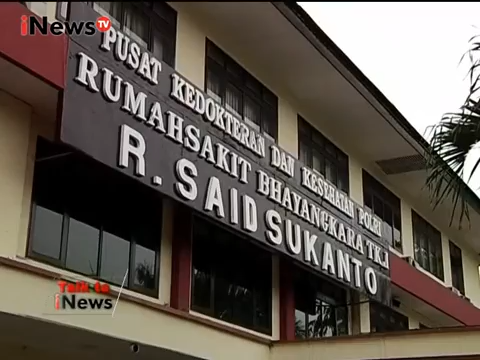 iNews TV
PUSAT KEDOKTERAN DAN KESEHATAN POLRI
RUMAHSAKIT BHAYANGKARA TK.I
R. SAID SUKANTO
Talk to
iNews